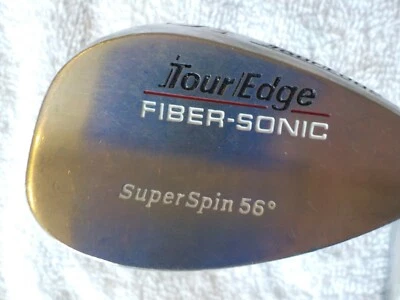 Tour Edge
FIBER-SONIC
SuperSpin 56°